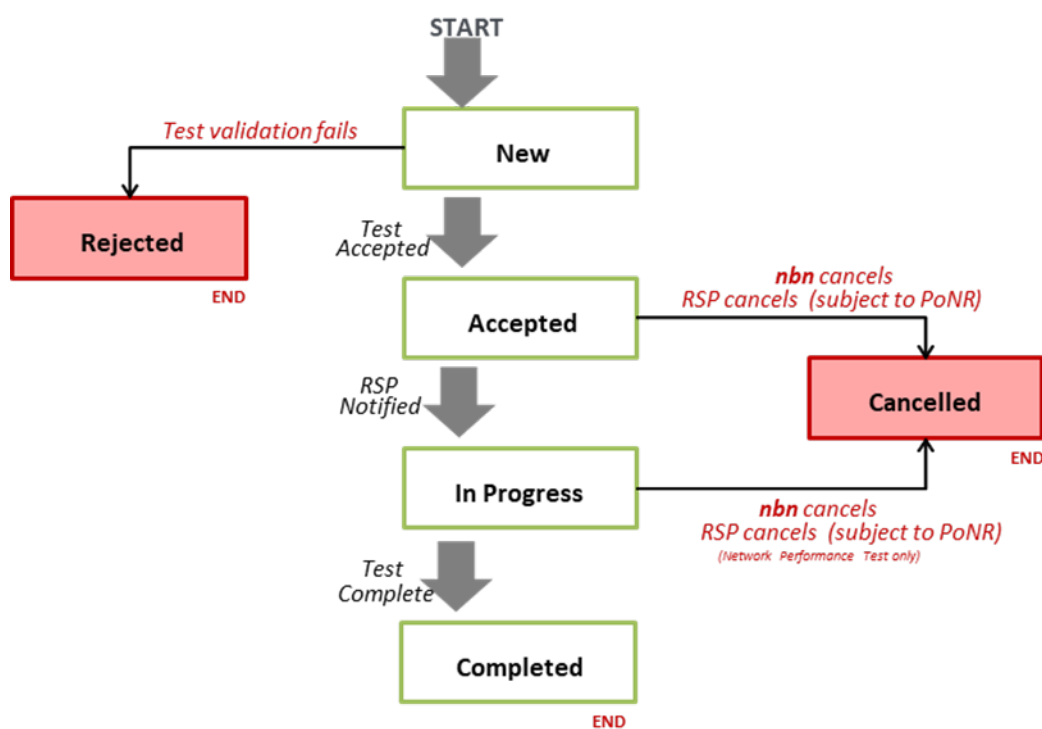 START
Test validation fails
New
Rejected
END
Test
Accepted
nbn cancels
RSP cancels (subject to PoNR)
Accepted
RSP
Notified
Cancelled
END
In Progress
nbn cancels
RSP cancels (subject to PoNR)
(Network Performance Test only)
Test
Complete
Completed
END